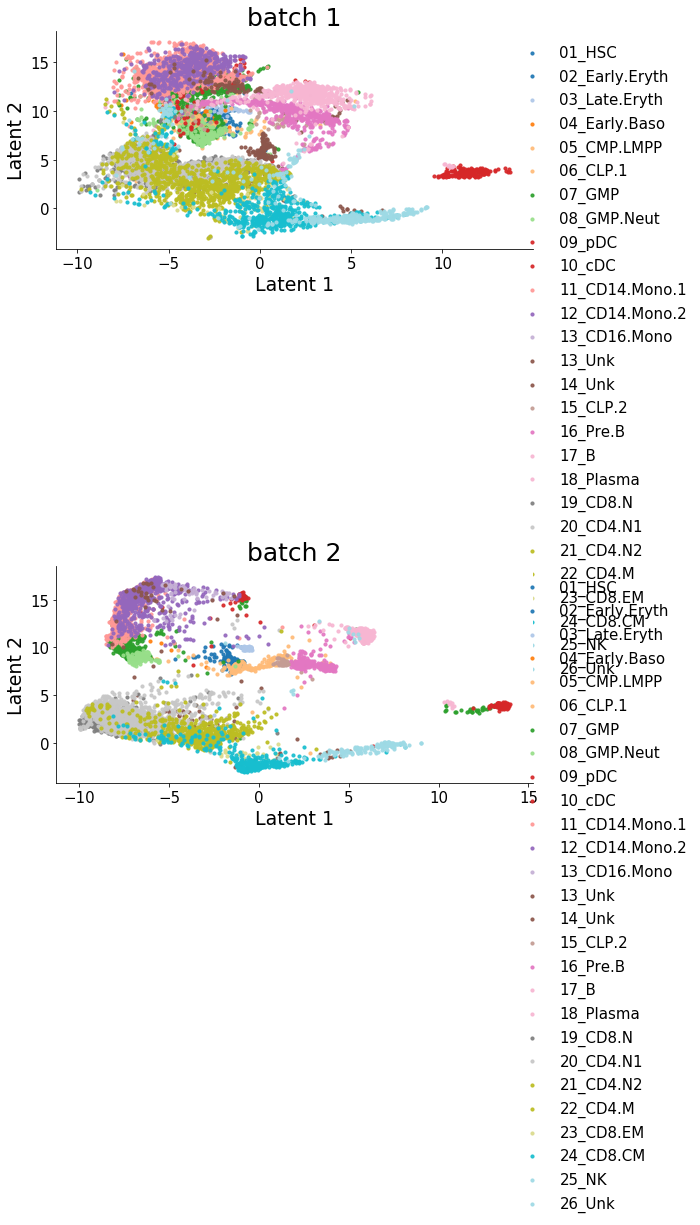 batch 1
Latent 2
15
10
5
0
−10
−5
0
5
10
Latent 1
01_HSC
02_Early.Eryth
03_Late.Eryth
04_Early.Baso
05_CMP.LMPP
06_CLP.1
07_GMP
08_GMP.Neut
09_pDC
10_cDC
11_CD14.Mono.1
12_CD14.Mono.2
13_CD16.Mono
13_Unk
14_Unk
15_CLP.2
16_Pre.B
17_B
18_Plasma
19_CD8.N
20_CD4.N1
21_CD4.N2
22_CD4.M
23_CD8.EM
24_CD8.CM
25_NK
26_Unk
batch 2
Latent 2
15
10
5
0
−10
−5
0
5
10
15
Latent 1
01_HSC
02_Early.Eryth
03_Late.Eryth
04_Early.Baso
05_CMP.LMPP
06_CLP.1
07_GMP
08_GMP.Neut
09_pDC
10_cDC
11_CD14.Mono.1
12_CD14.Mono.2
13_CD16.Mono
13_Unk
14_Unk
15_CLP.2
16_Pre.B
17_B
18_Plasma
19_CD8.N
20_CD4.N1
21_CD4.N2
22_CD4.M
23_CD8.EM
24_CD8.CM
25_NK
26_Unk